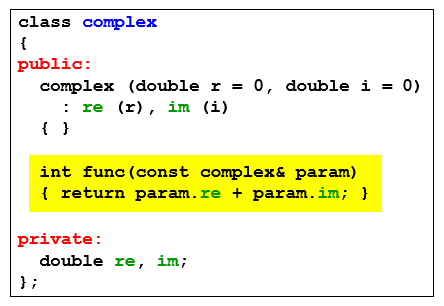 class complex
{
public:
  complex (double r = 0, double i = 0)
    : re (r), im (i)
  { }

  int func(const complex& param)
  { return param.re + param.im; }

private:
  double re, im;
};